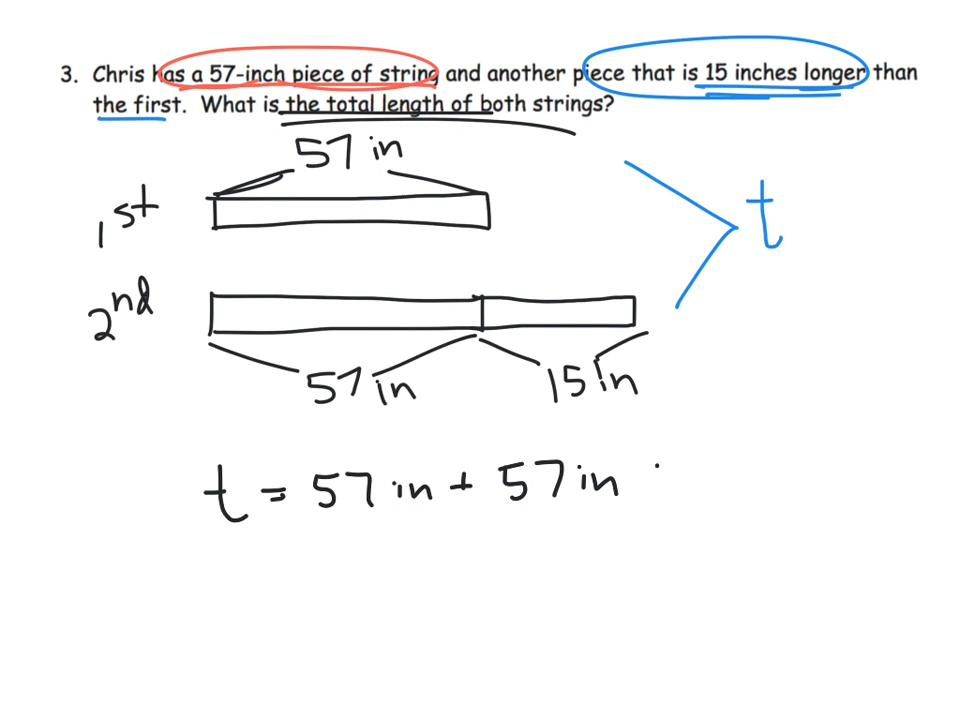 3. Chris has a 57-inch piece of string and another piece that is 15 inches longer than
the first. What is the total length of both strings?
57 in
1st
t
2nd
57 in
15 in
t = 57 in + 57 in